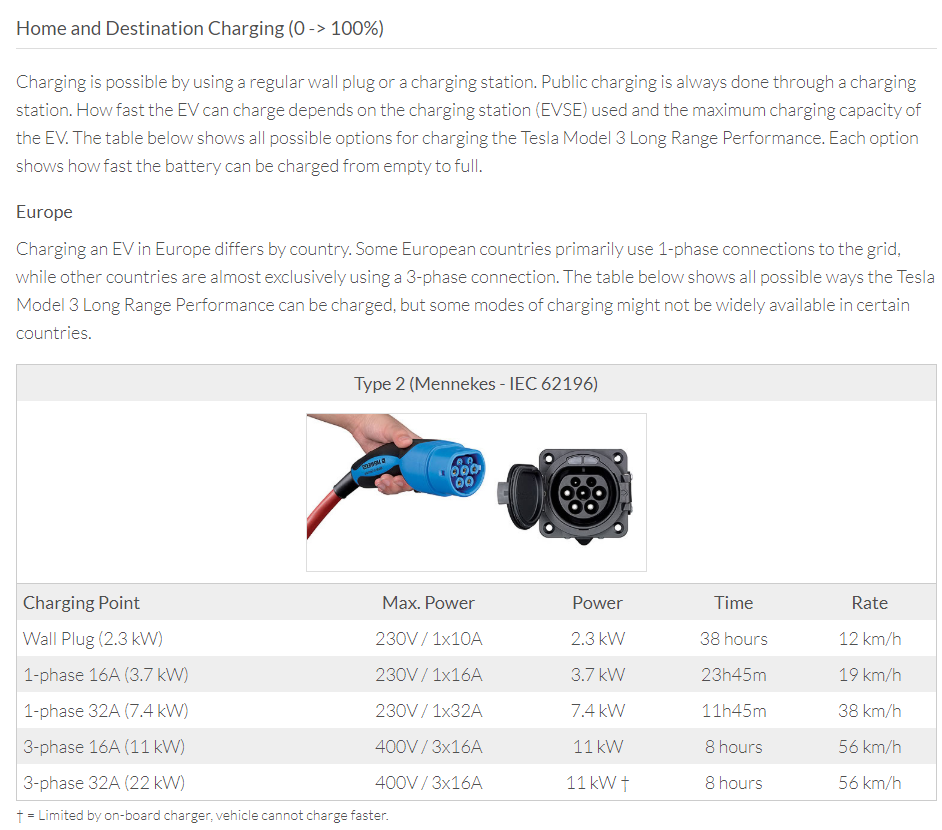 Home and Destination Charging (0 -> 100%)
Charging is possible by using a regular wall plug or a charging station. Public charging is always done through a charging
station. How fast the EV can charge depends on the charging station (EVSE) used and the maximum charging capacity of
the EV. The table below shows all possible options for charging the Tesla Model 3 Long Range Performance. Each option
shows how fast the battery can be charged from empty to full.
Europe
Charging an EV in Europe differs by country. Some European countries primarily use 1-phase connections to the grid,
while other countries are almost exclusively using a 3-phase connection. The table below shows all possible ways the Tesla
Model 3 Long Range Performance can be charged, but some modes of charging might not be widely available in certain
countries.
Type 2 (Mennekes - IEC 62196)
Charging Point Max. Power Power Time Rate
Wall Plug (2.3 kW) 230V / 1x10A 2.3 kW 38 hours 12 km/h
1-phase 16A (3.7 kW) 230V / 1x16A 3.7 kW 23h45m 19 km/h
1-phase 32A (7.4 kW) 230V / 1x32A 7.4 kW 11h45m 38 km/h
3-phase 16A (11 kW) 400V / 3x16A 11 kW 8 hours 56 km/h
3-phase 32A (22 kW) 400V / 3x16A 11 kW † 8 hours 56 km/h
† = Limited by on-board charger, vehicle cannot charge faster.